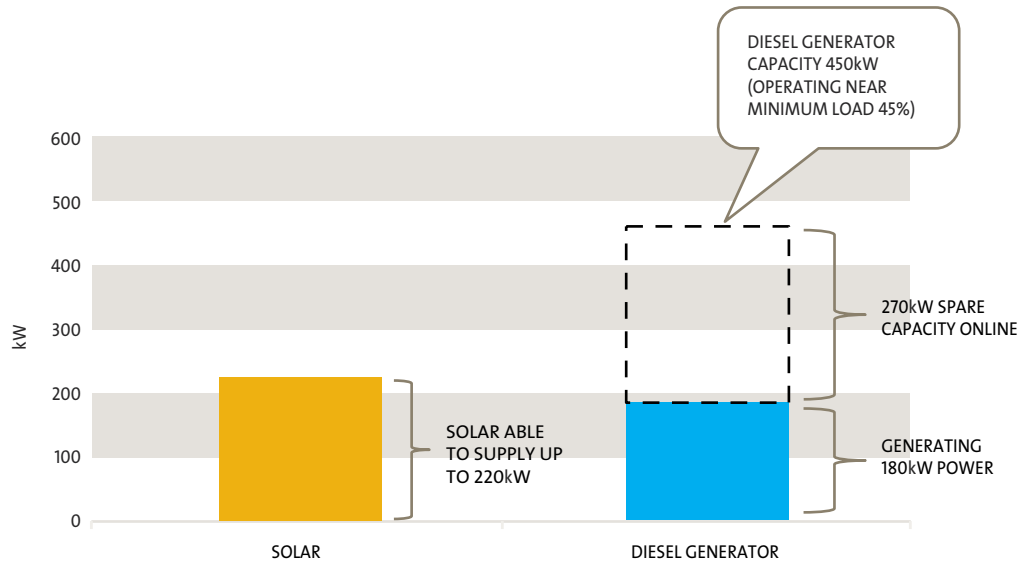 DIESEL GENERATOR
CAPACITY 450kW
(OPERATING NEAR
MINIMUM LOAD 45%)
600
500
400
300
200
100
0
kW
270kW SPARE
CAPACITY ONLINE
SOLAR ABLE
TO SUPPLY UP
TO 220kW
GENERATING
180kW POWER
SOLAR
DIESEL GENERATOR